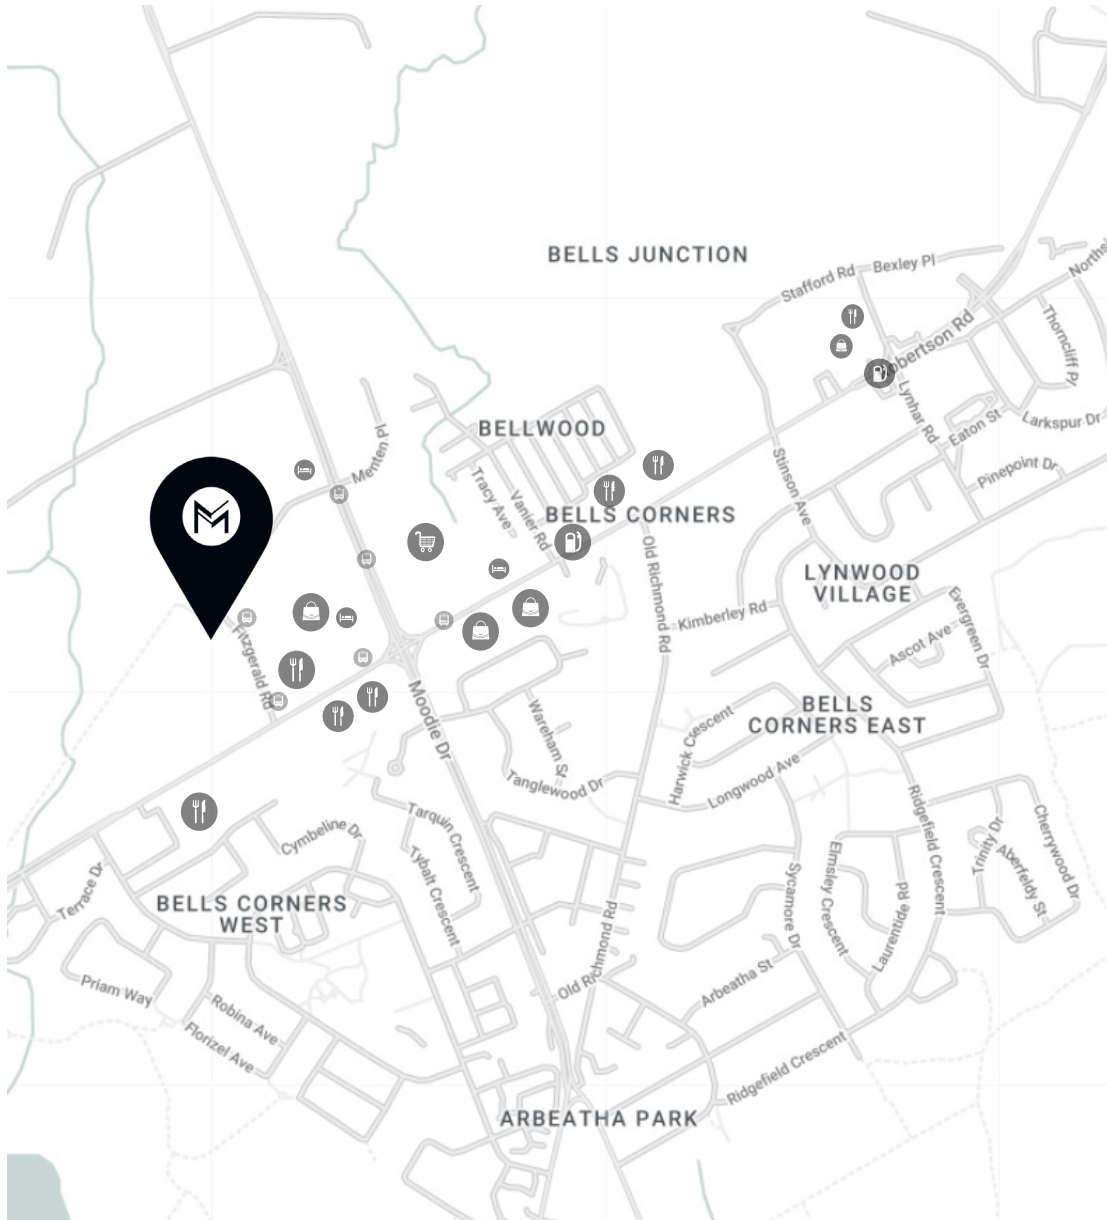 BELLS JUNCTION
Stafford Rd
Bexley Pl
Robertson Rd
Thorncliff Pl
Lynhar Rd
Eaton St
Larkspur Dr
Pinepoint Dr
Menten Pl
BELLWOOD
Tracy Ave
Vanier Rd
BELLS CORNERS
Stinson Ave
Old Richmond Rd
LYNWOOD
VILLAGE
Kimberley Rd
Evergreen Dr
Ascot Ave
M
Fitzgerald Rd
Moodie Dr
Wareham St
Tanglewood Dr
BELLS
CORNERS EAST
Harwick Crescent
Longwood Ave
Ridgefield Crescent
Trinity Dr
Cherrywood Dr
Aberfeldy St
Tarquin Crescent
Cymbeline Dr
Tybalt Crescent
Terrace Dr
BELLS CORNERS
WEST
Sycamore Dr
Elmsley Crescent
Laurentide Rd
Old Richmond Rd
Arbeatha St
Priam Way
Robina Ave
Florizel Ave
Ridgefield Crescent
ARBEATHA PARK